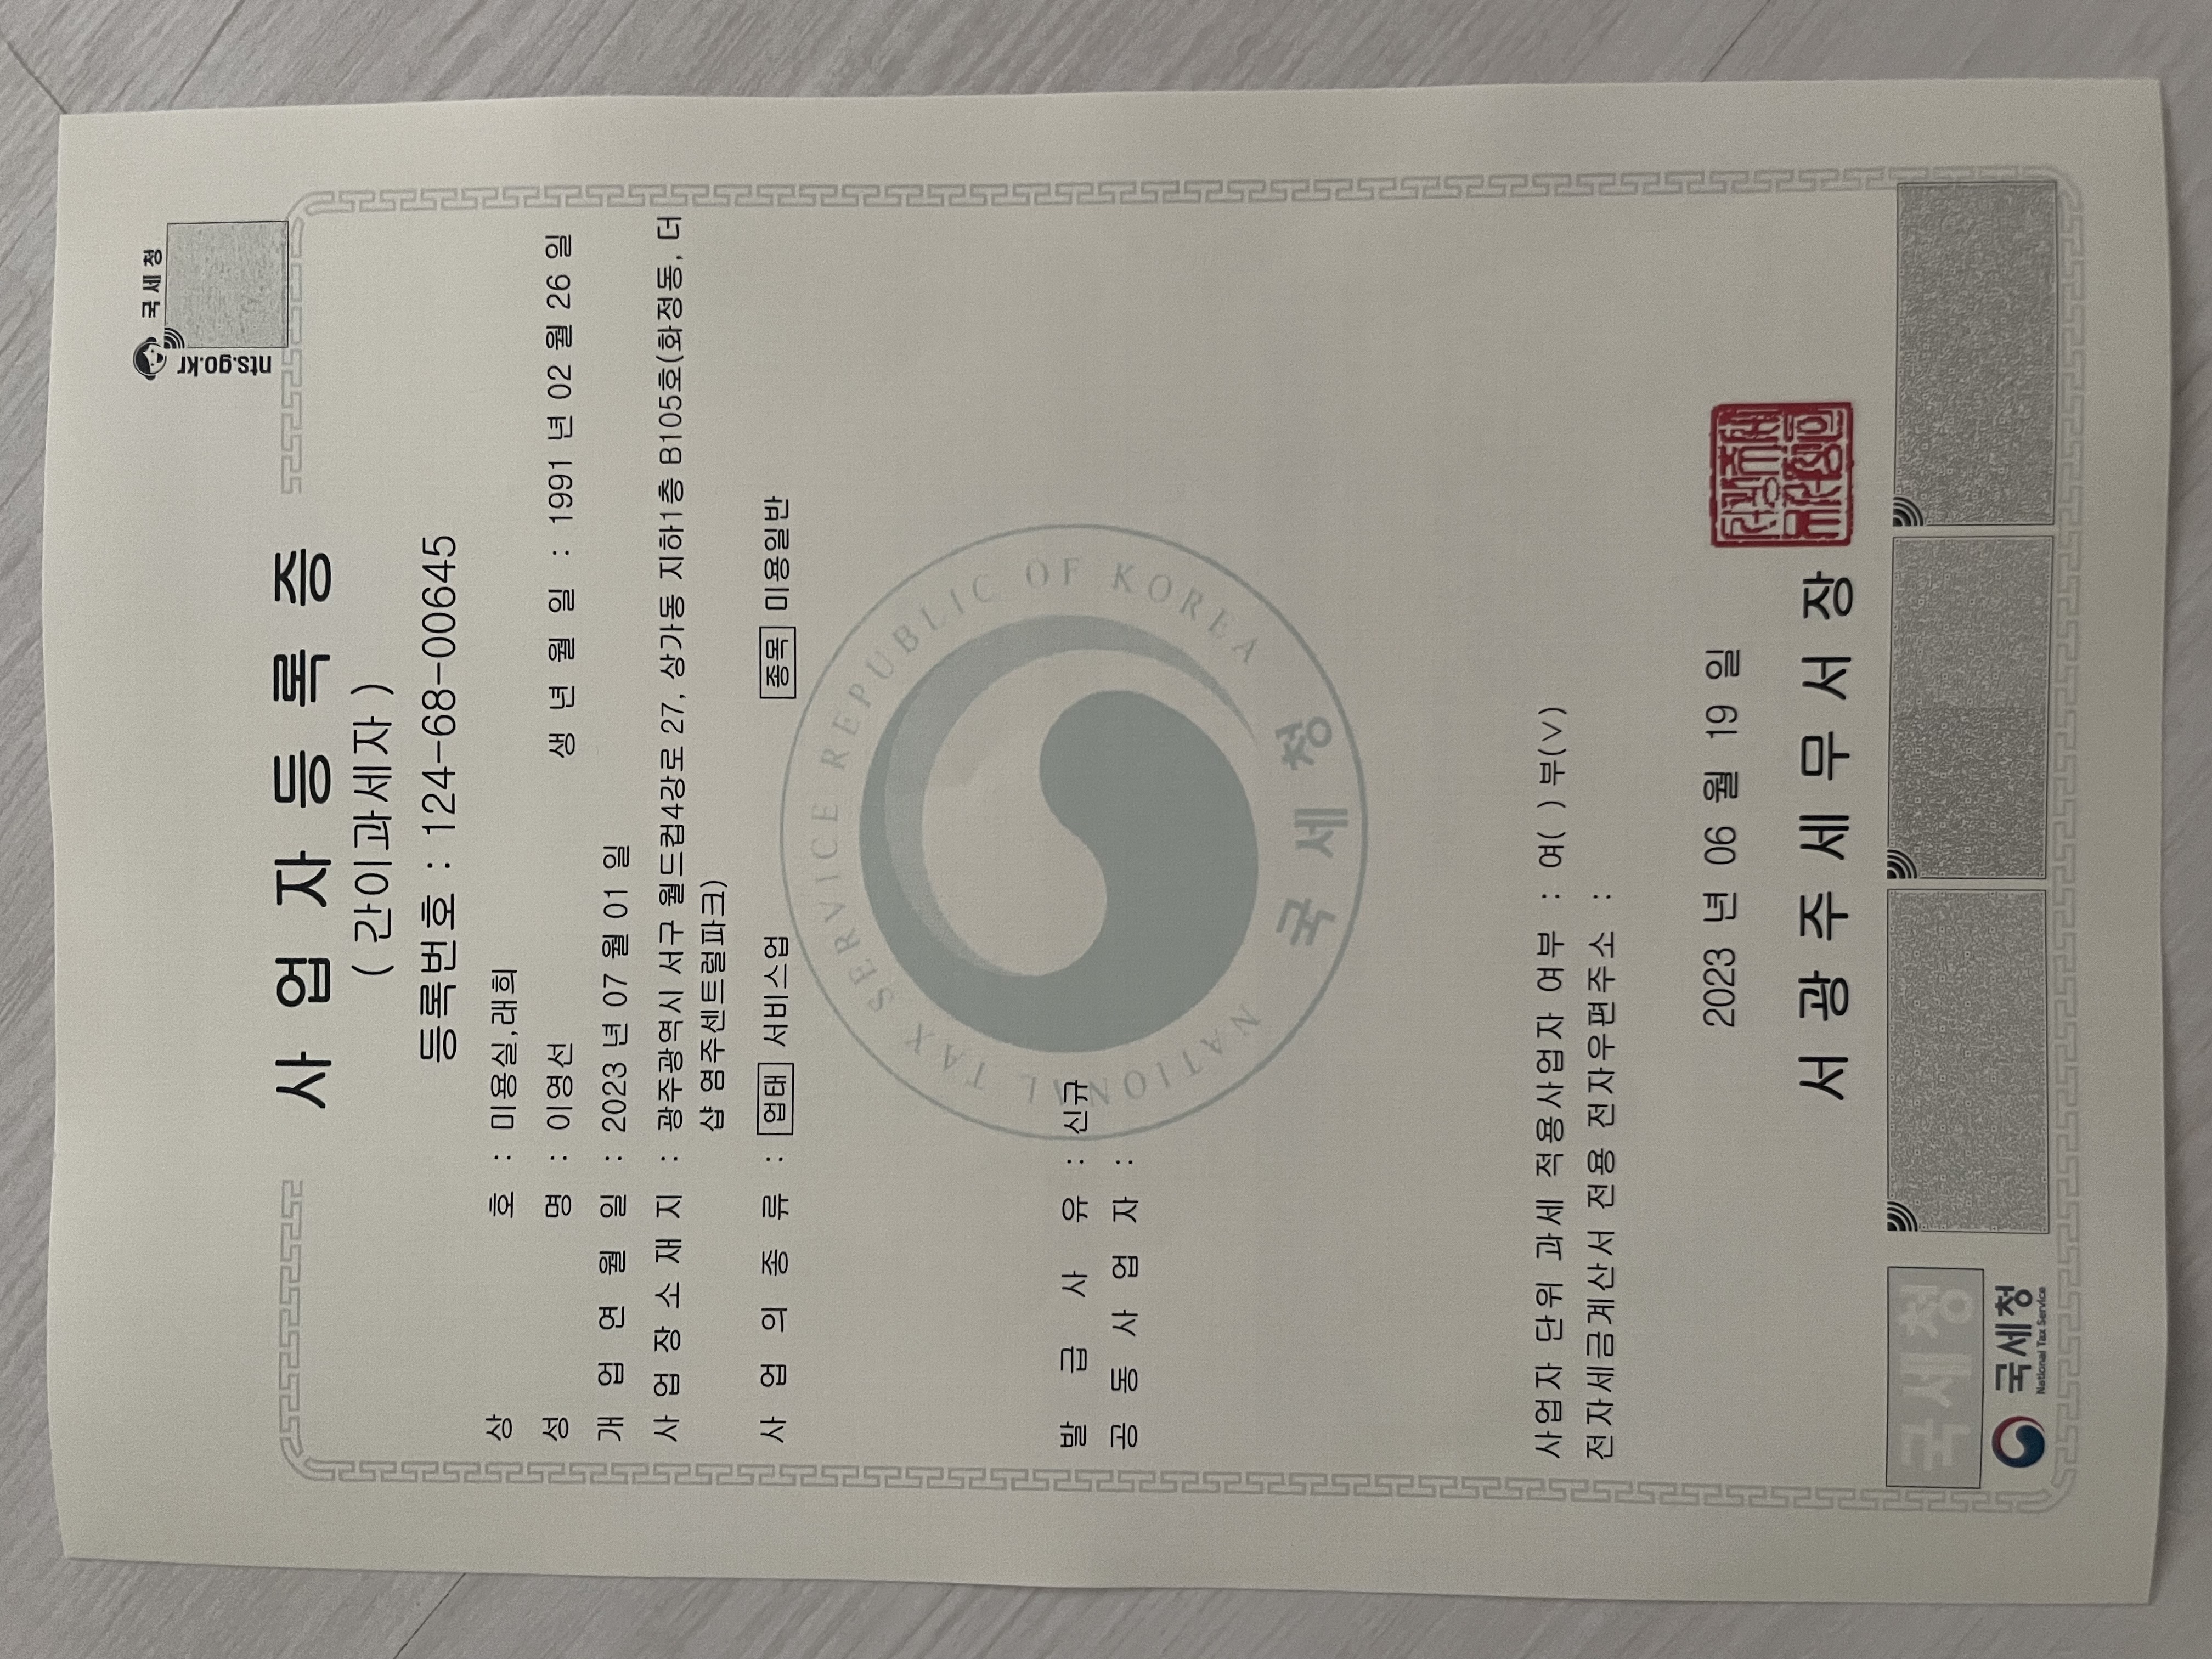 국세청
nts.go.kr
사업자등록증
( 간이과세자 )
등록번호 : 124-68-00645
상 호 : 미용실,래희
성 명 : 이영선 생 년 월 일 : 1991 년 02 월 26 일
개 업 연 월 일 : 2023 년 07 월 01 일
사 업 장 소 재 지 : 광주광역시 서구 월드컵4강로 27, 상가동 지하1층 B105호(화정동, 더
샵 염주센트럴파크)
사 업 의 종 류 : 업태 서비스업 종목 미용일반
NATIONAL TAX SERVICE REPUBLIC OF KOREA
국세청
발 급 사 유 : 신규
공 동 사 업 자 :
사업자 단위 과세 적용사업자 여부 : 여( ) 부(∨)
전자세금계산서 전용 전자우편주소 :
2023 년 06 월 19 일
서 광 주 세 무 서 장
국세청
국세청
National Tax Service